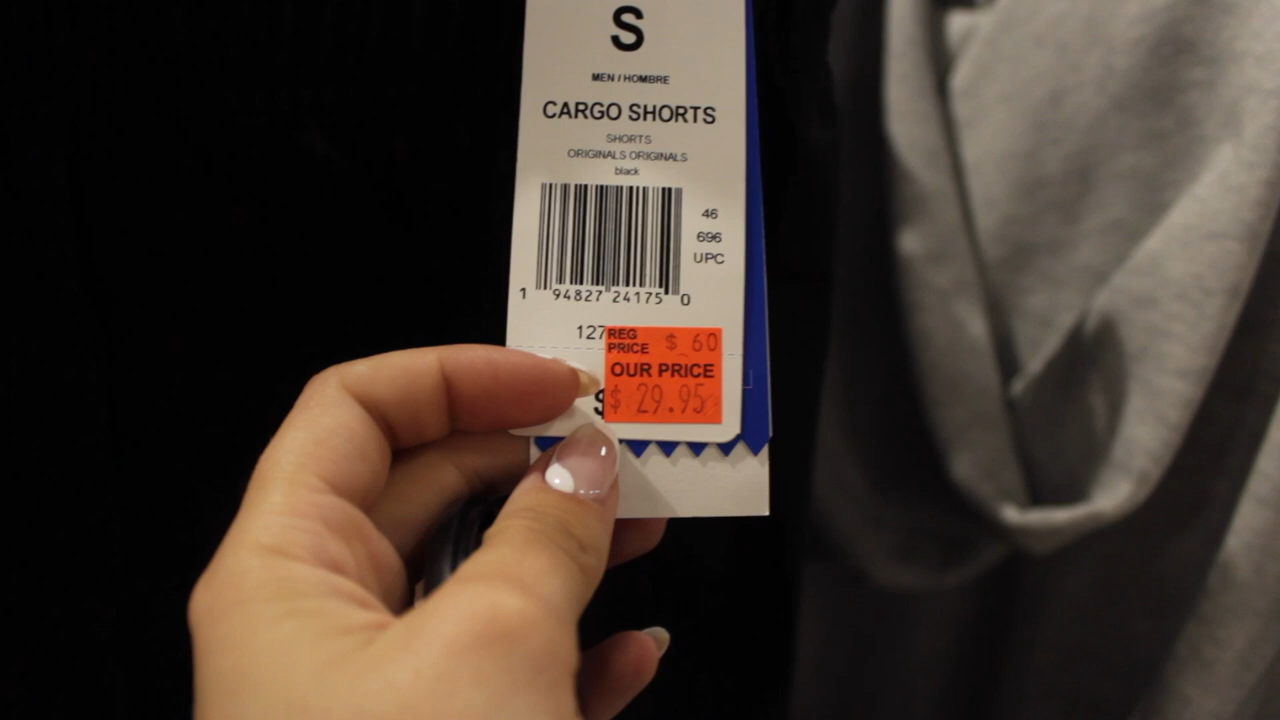 S
MEN / HOMBRE
CARGO SHORTS
SHORTS
ORIGINALS ORIGINALS
black
46
696
UPC
1 94827 24175 0
127
REG PRICE $ 60
OUR PRICE
$ 29.95
$